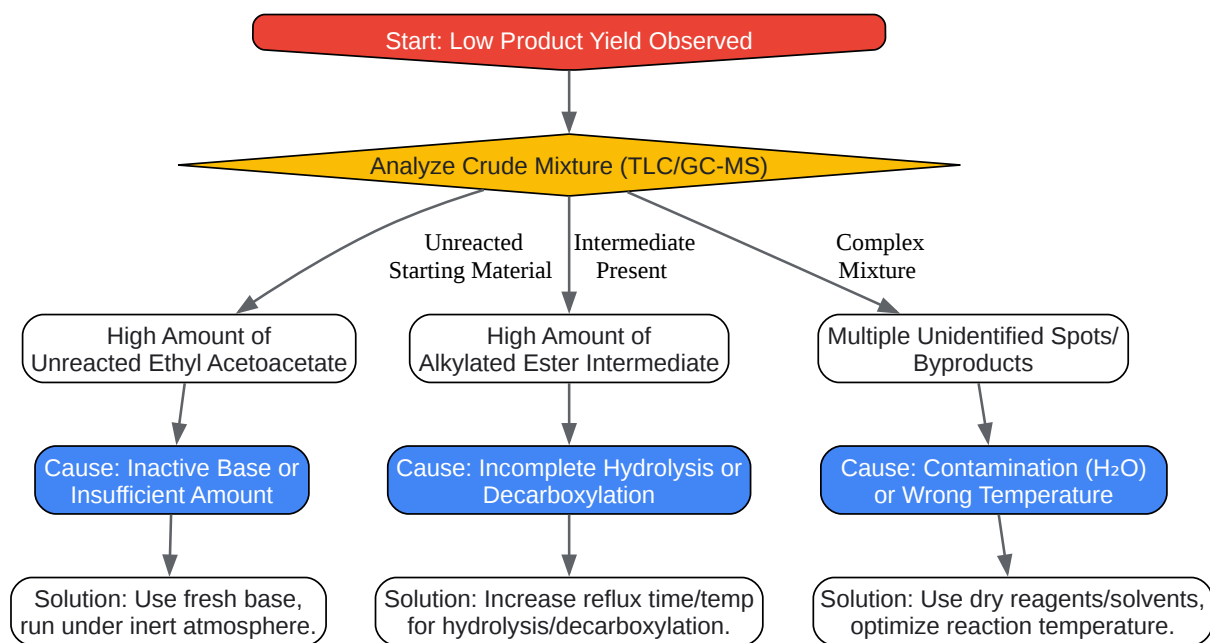 Start: Low Product Yield Observed
Analyze Crude Mixture (TLC/GC-MS)
Unreacted
Starting Material
Intermediate
Present
Complex
Mixture
High Amount of
Unreacted Ethyl Acetoacetate
High Amount of
Alkylated Ester Intermediate
Multiple Unidentified Spots/
Byproducts
Cause: Inactive Base or
Insufficient Amount
Cause: Incomplete Hydrolysis or
Decarboxylation
Cause: Contamination (H₂O)
or Wrong Temperature
Solution: Use fresh base,
run under inert atmosphere.
Solution: Increase reflux time/temp
for hydrolysis/decarboxylation.
Solution: Use dry reagents/solvents,
optimize reaction temperature.